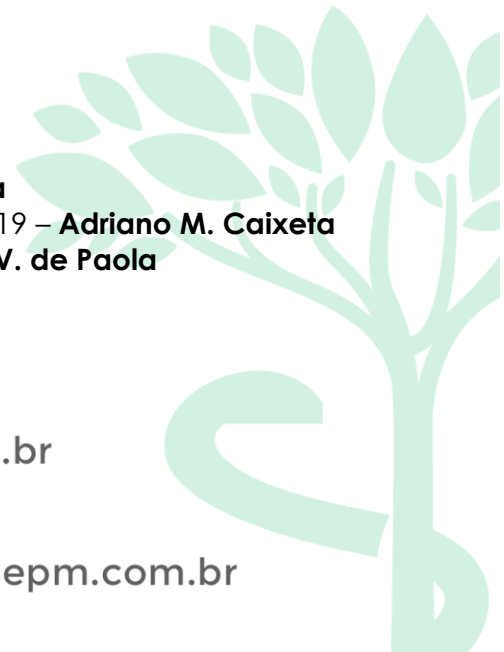 a
19 – Adriano M. Caixeta
V. de Paola
.br
epm.com.br